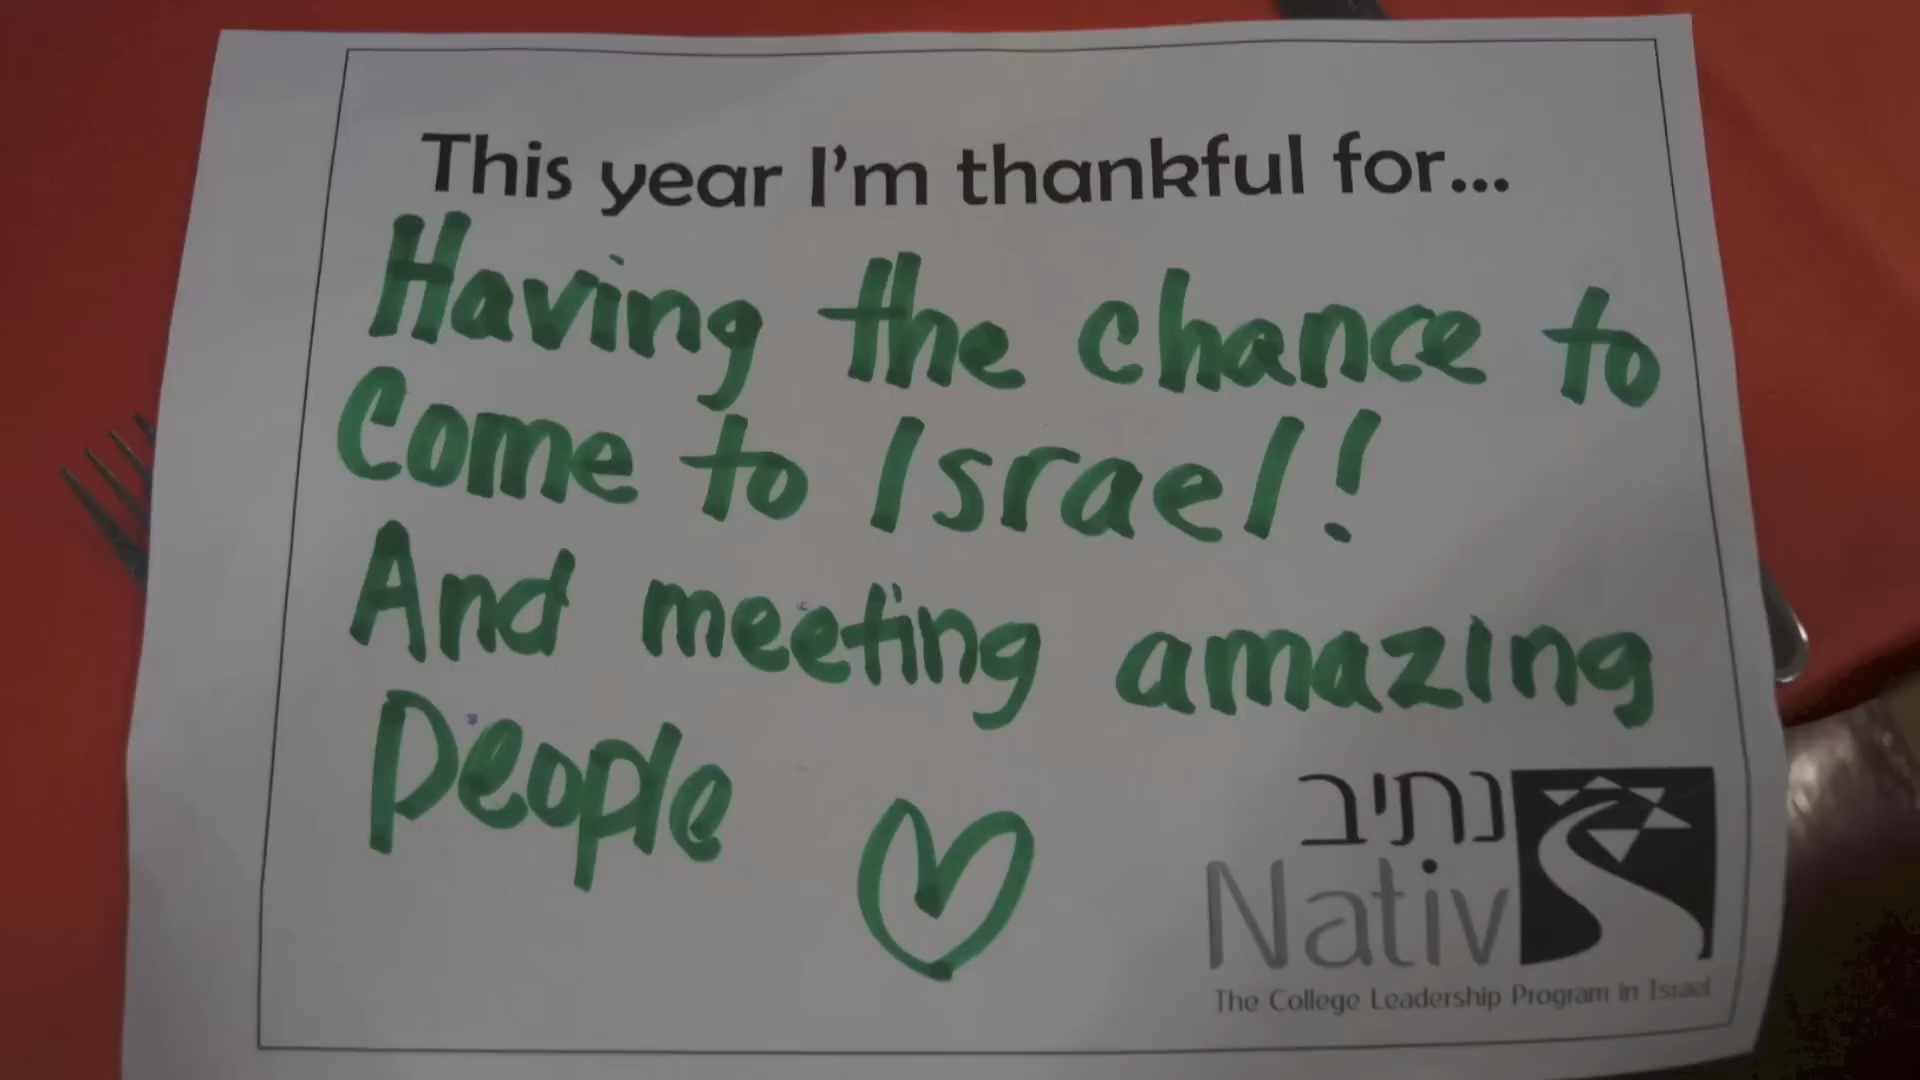 This year I'm thankful for...
Having the chance to
Come to Israel!
And meeting amazing
People
נתיב
Nativ
The College Leadership Program in Israel